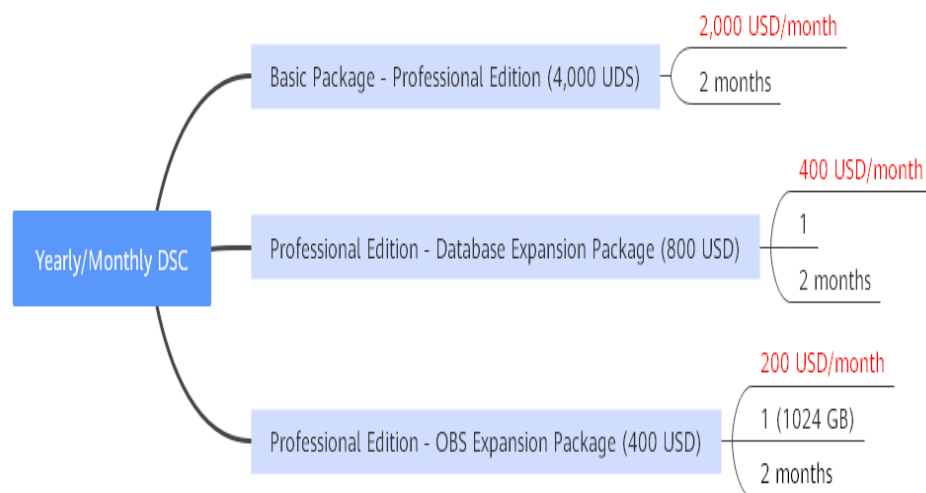 Yearly/Monthly DSC
Basic Package - Professional Edition (4,000 UDS)
2,000 USD/month
2 months
Professional Edition - Database Expansion Package (800 USD)
400 USD/month
1
2 months
Professional Edition - OBS Expansion Package (400 USD)
200 USD/month
1 (1024 GB)
2 months